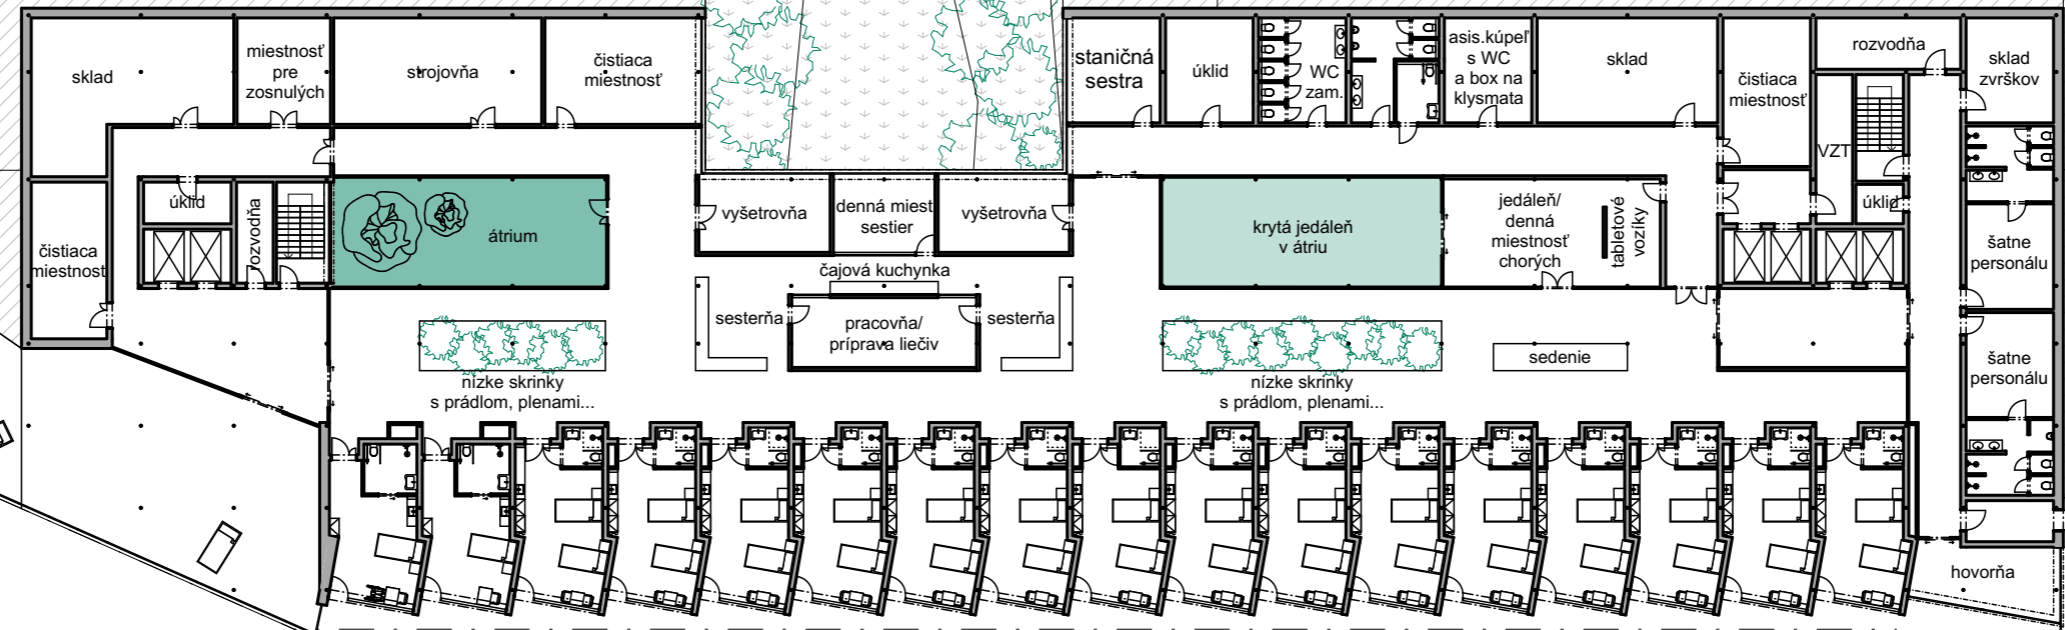 sklad
miestnosť
pre
zosnulých
strojovňa
čistiaca
miestnosť
staničná
sestra
úklid
WC
zam.
asis.kúpeľ
s WC
a box na
klysmata
sklad
čistiaca
miestnosť
rozvodňa
sklad
zvrškov
VZT
úklid
rozvodňa
átrium
vyšetrovňa
denná miest.
sestier
vyšetrovňa
krytá jedáleň
v átriu
jedáleň/
denná
miestnosť
chorých
tabletové
vozíky
úklid
šatne
personálu
čistiaca
miestnosť
čajová kuchynka
sesterňa
pracovňa/
príprava liečiv
sesterňa
sedenie
šatne
personálu
nízke skrinky
s prádlom, plenami...
nízke skrinky
s prádlom, plenami...
hovorňa